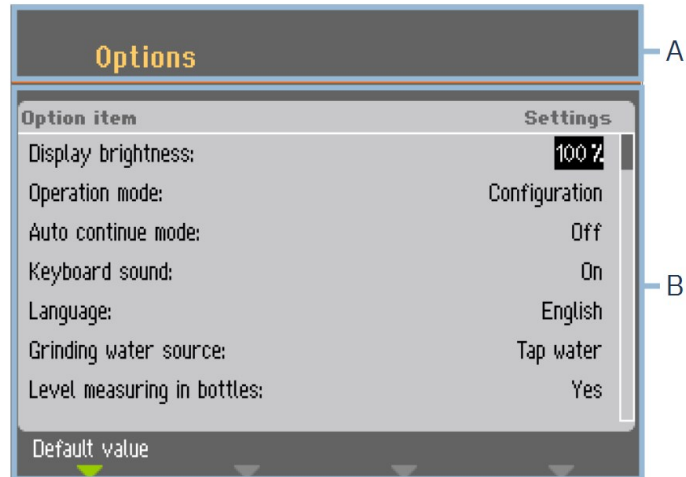 Options
A
Option item Settings
Display brightness: 100 %
Operation mode: Configuration
Auto continue mode: Off
Keyboard sound: On
B
Language: English
Grinding water source: Tap water
Level measuring in bottles: Yes
Default value